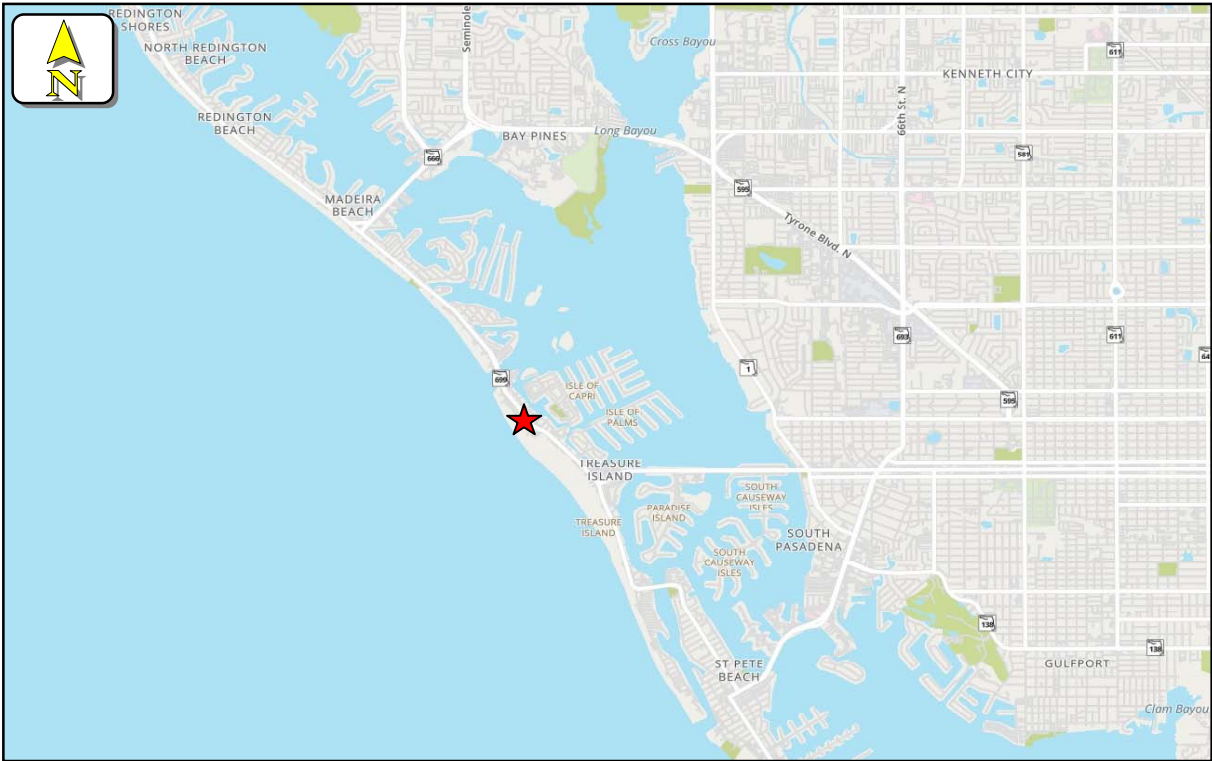 REDINGTON
SHORES
NORTH REDINGTON
BEACH
N
Seminole
Cross Bayou
611
KENNETH CITY
REDINGTON
BEACH
66th St. N
BAY PINES
Long Bayou
666
581
595
MADEIRA
BEACH
Tyrone Blvd. N
693
611
1
699
ISLE OF
CAPRI
595
ISLE OF
PALMS
TREASURE
ISLAND
SOUTH
CAUSEWAY
ISLES
PARADISE
ISLAND
TREASURE
ISLAND
SOUTH
PASADENA
SOUTH
CAUSEWAY
ISLES
138
138
ST PETE
BEACH
GULFPORT
Clam Bayou